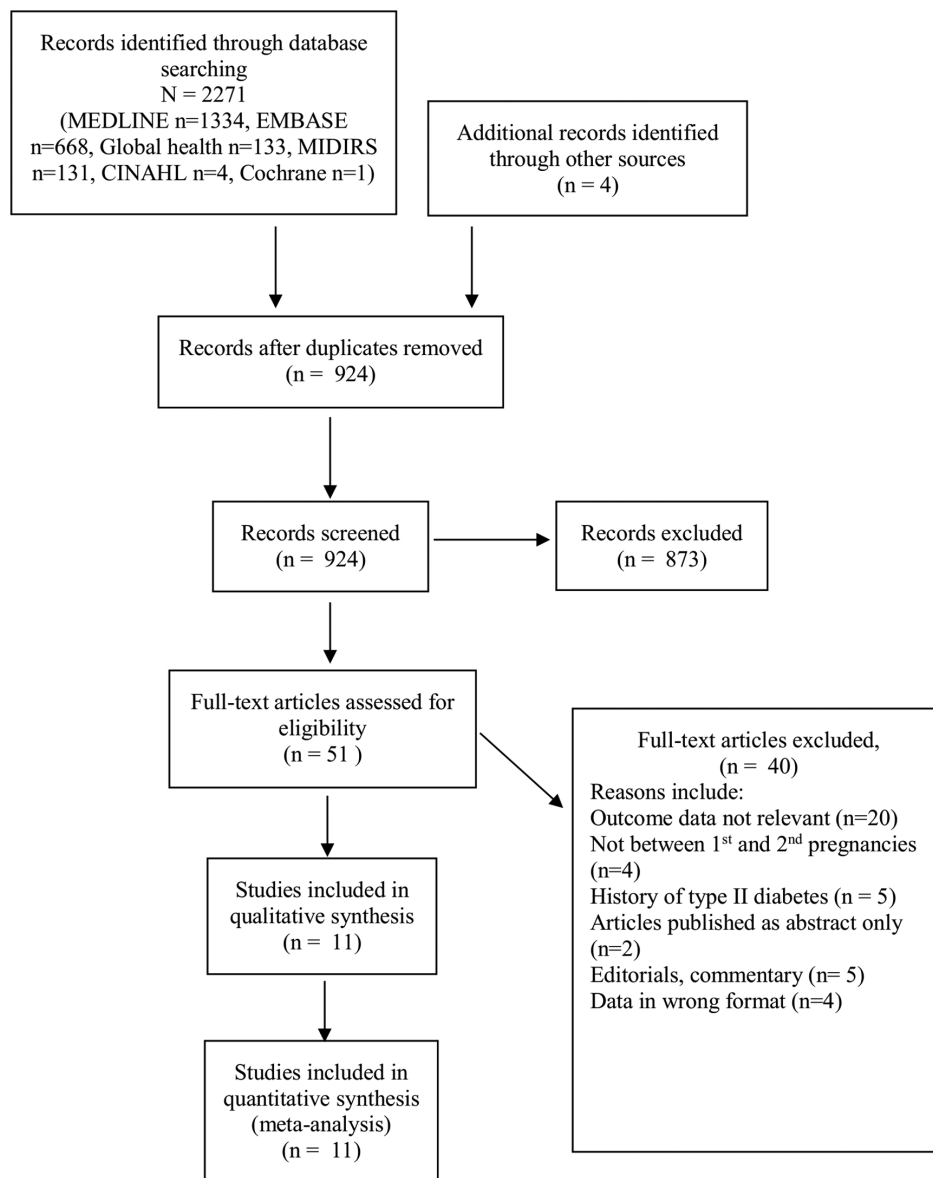 Records identified through database
searching
N = 2271
(MEDLINE n=1334, EMBASE
n=668, Global health n=133, MIDIRS
n=131, CINAHL n=4, Cochrane n=1)
Additional records identified
through other sources
(n = 4)
Records after duplicates removed
(n = 924)
Records screened
(n = 924)
Records excluded
(n = 873)
Full-text articles assessed for
eligibility
(n = 51 )
Full-text articles excluded,
(n = 40)
Reasons include:
Outcome data not relevant (n=20)
Not between 1st and 2nd pregnancies
(n=4)
History of type II diabetes (n = 5)
Articles published as abstract only
(n=2)
Editorials, commentary (n= 5)
Data in wrong format (n=4)
Studies included in
qualitative synthesis
(n = 11)
Studies included in
quantitative synthesis
(meta-analysis)
(n = 11)